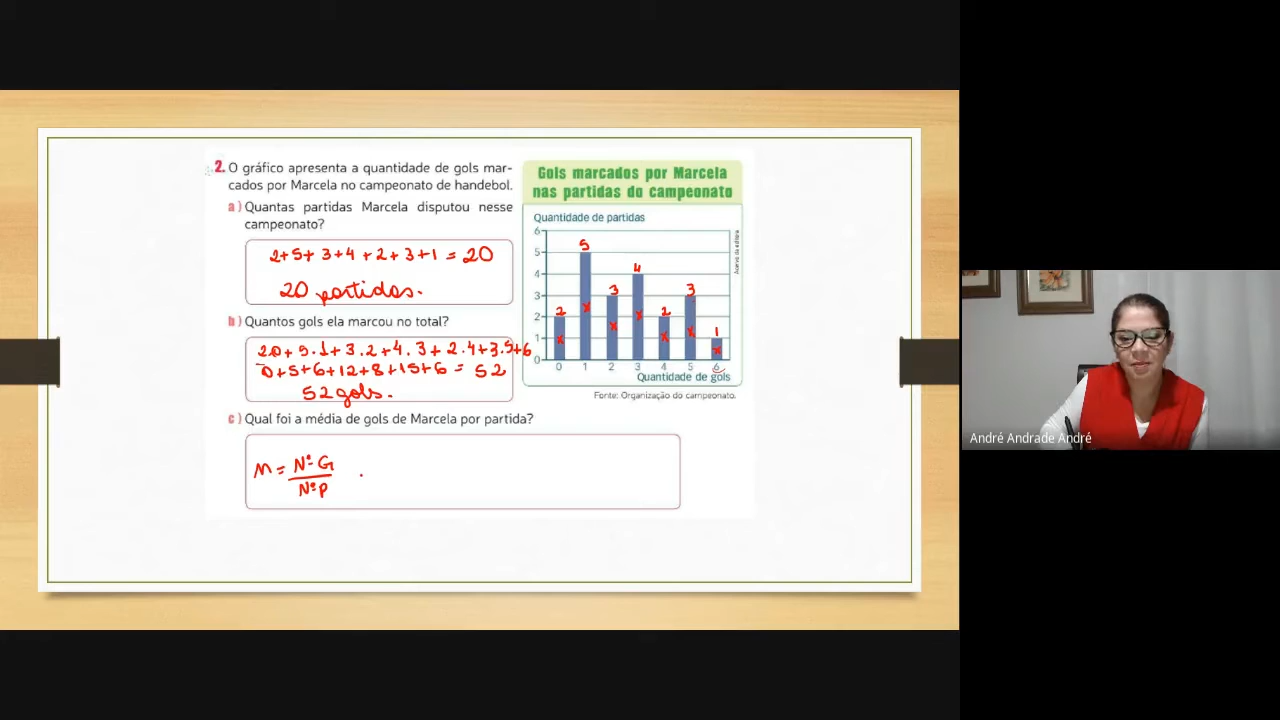 2. O gráfico apresenta a quantidade de gols mar-
cados por Marcela no campeonato de handebol.
a) Quantas partidas Marcela disputou nesse
campeonato?
2+5+3+4+2+3+1=20
20 partidas.
b) Quantos gols ela marcou no total?
2.0+5.1+3.2+4.3+2.4+3.5+6
0+5+6+12+8+15+6=52
52 gols.
c) Qual foi a média de gols de Marcela por partida?
M = Nº G
Nº P
Gols marcados por Marcela
nas partidas do campeonato
Quantidade de partidas
6
5
4
3
2
1
0
2 5 3 4 2 3 1
x x x x x x x
0 1 2 3 4 5 6
Quantidade de gols
Acervo da editora
Fonte: Organização do campeonato.
André Andrade André